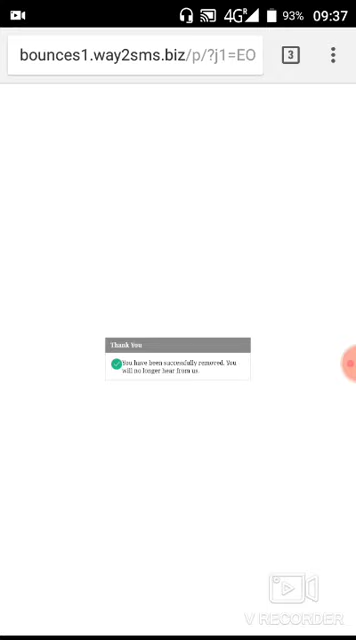 4G R 93% 09:37
bounces1.way2sms.biz/p/?j1=EO
3
Thank You
You have been successfully removed. You
will no longer hear from us.
V RECORDER